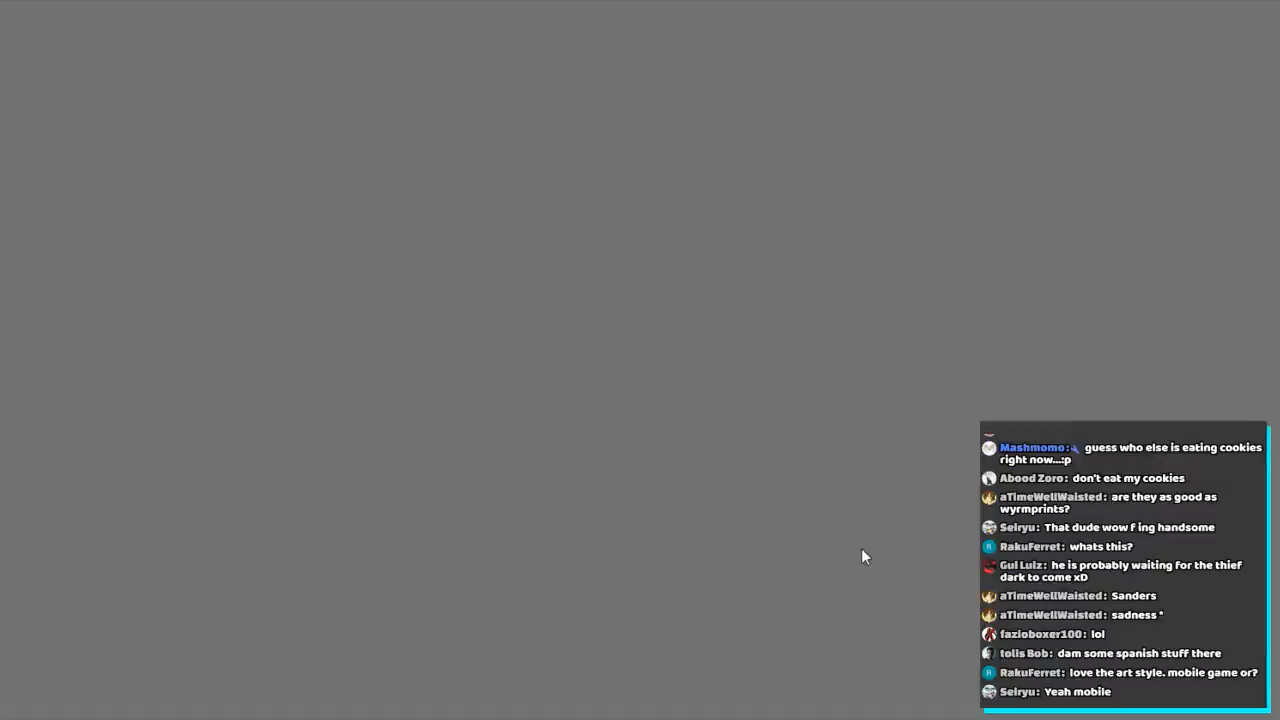 Mashmomo: guess who else is eating cookies
right now...:p
Abood Zoro: don't eat my cookies
aTimeWellWaisted: are they as good as
wyrmprints?
Seiryu: That dude wow f ing handsome
RakuFerret: whats this?
Gui Luiz: he is probably waiting for the thief
dark to come xD
aTimeWellWaisted: Sanders
aTimeWellWaisted: sadness *
fazioboxer100: lol
tolis Bob: dam some spanish stuff there
RakuFerret: love the art style. mobile game or?
Seiryu: Yeah mobile